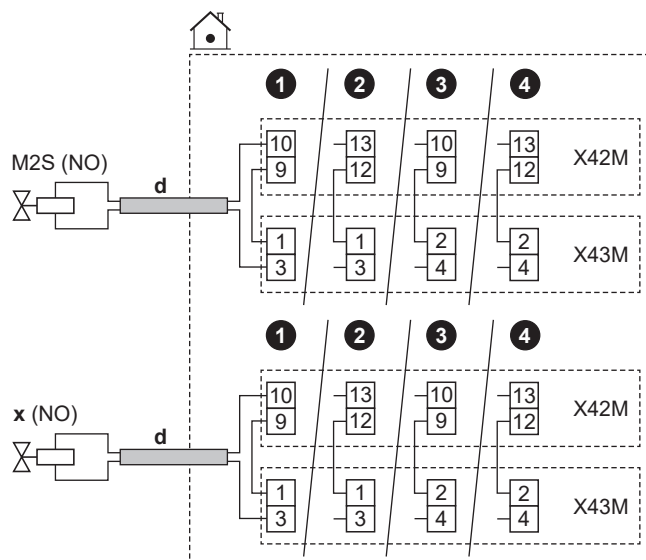 1 2 3 4
10 13 10 13
M2S (NO) 9 12 9 12 X42M
d
1 1 2 2
3 3 4 4 X43M
1 2 3 4
10 13 10 13
x (NO) 9 12 9 12 X42M
d
1 1 2 2
3 3 4 4 X43M